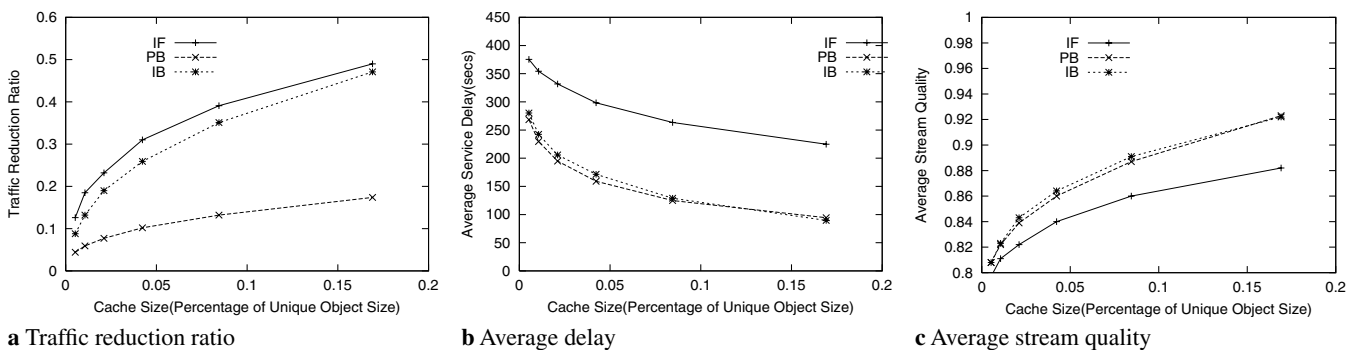 0.6
0.5
0.4
0.3
0.2
0.1
0
Traffic Reduction Ratio
IF
PB
IB
0 0.05 0.1 0.15 0.2
Cache Size(Percentage of Unique Object Size)
a Traffic reduction ratio
450
400
350
300
250
200
150
100
50
0
Average Service Delay(secs)
IF
PB
IB
0 0.05 0.1 0.15 0.2
Cache Size(Percentage of Unique Object Size)
b Average delay
1
0.98
0.96
0.94
0.92
0.9
0.88
0.86
0.84
0.82
0.8
Average Stream Quality
IF
PB
IB
0 0.05 0.1 0.15 0.2
Cache Size(Percentage of Unique Object Size)
c Average stream quality